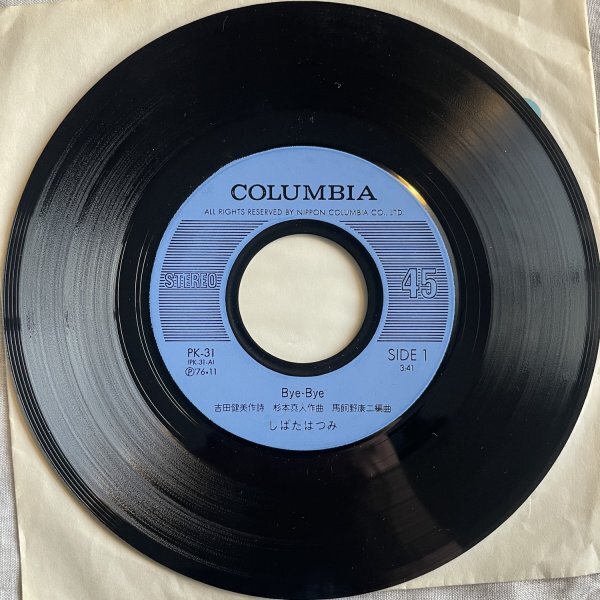 COLUMBIA
ALL RIGHTS RESERVED BY NIPPON COLUMBIA CO., LTD.
STEREO 45
PK-31 SIDE 1
(PK-31-A) 3:41
Ⓟ'76•11
Bye-Bye
吉田健美作詩 杉本真人作曲 馬飼野康二編曲
しばたはつみ